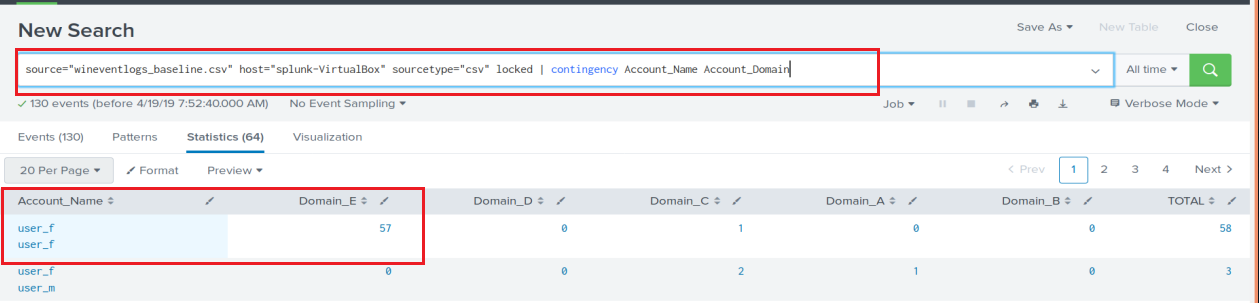 New Search
Save As ▾ New Table Close
source="wineventlogs_baseline.csv" host="splunk-VirtualBox" sourcetype="csv" locked | contingency Account_Name Account_Domain
All time ▾
✓ 130 events (before 4/19/19 7:52:40.000 AM) No Event Sampling ▾
Job ▾ Verbose Mode ▾
Events (130) Patterns Statistics (64) Visualization
20 Per Page ▾ Format Preview ▾
< Prev 1 2 3 4 Next >
Account_Name Domain_E Domain_D Domain_C Domain_A Domain_B TOTAL
user_f 57 0 1 0 0 58
user_f
user_f 0 0 2 1 0 3
user_m